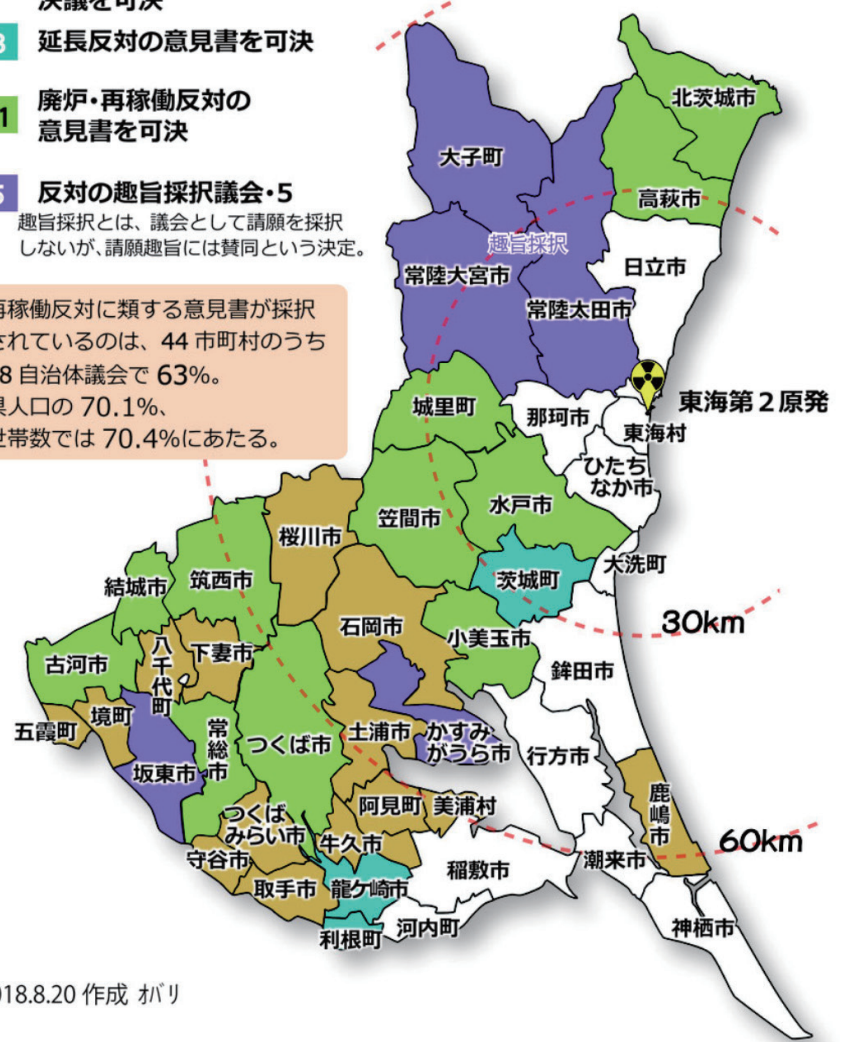 決議を可決
3 延長反対の意見書を可決
1 廃炉・再稼働反対の
意見書を可決
5 反対の趣旨採択議会・5
趣旨採択とは、議会として請願を採択
しないが、請願趣旨には賛同という決定。
再稼働反対に類する意見書が採択
されているのは、44 市町村のうち
8 自治体議会で 63%。
県人口の 70.1%、
世帯数では 70.4%にあたる。
北茨城市
大子町
高萩市
趣旨採択
日立市
常陸大宮市
常陸太田市
東海第2原発
城里町
那珂市
東海村
ひたち
なか市
水戸市
笠間市
桜川市
大洗町
茨城町
筑西市
結城市
30km
石岡市
小美玉市
下妻市
八千代町
古河市
鉾田市
境町
五霞町
常総市
つくば市
土浦市
かすみ
がうら市
行方市
坂東市
鹿嶋市
阿見町
美浦村
つくば
みらい市
牛久市
60km
守谷市
潮来市
稲敷市
取手市
龍ケ崎市
神栖市
河内町
利根町
018.8.20 作成 オバリ